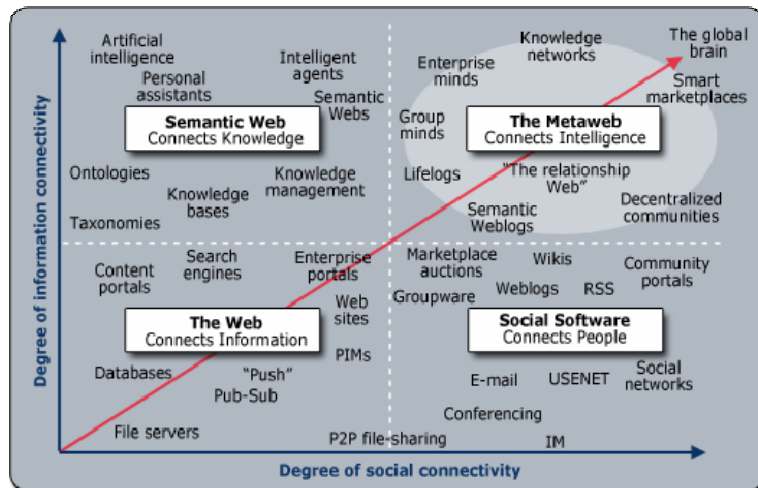 Degree of information connectivity
Artificial
intelligence
Personal
assistants
Intelligent
agents
Semantic
Webs
Semantic Web
Connects Knowledge
Ontologies
Knowledge
bases
Knowledge
management
Taxonomies
Knowledge
networks
The global
brain
Enterprise
minds
Smart
marketplaces
Group
minds
The Metaweb
Connects Intelligence
Lifelogs
"The relationship
Web"
Semantic
Weblogs
Decentralized
communities
Content
portals
Search
engines
Enterprise
portals
Web
sites
The Web
Connects Information
PIMs
Databases
"Push"
Pub-Sub
File servers
P2P file-sharing
Marketplace
auctions
Wikis
Community
portals
Groupware
Weblogs
RSS
Social Software
Connects People
E-mail
USENET
Social
networks
Conferencing
IM
Degree of social connectivity